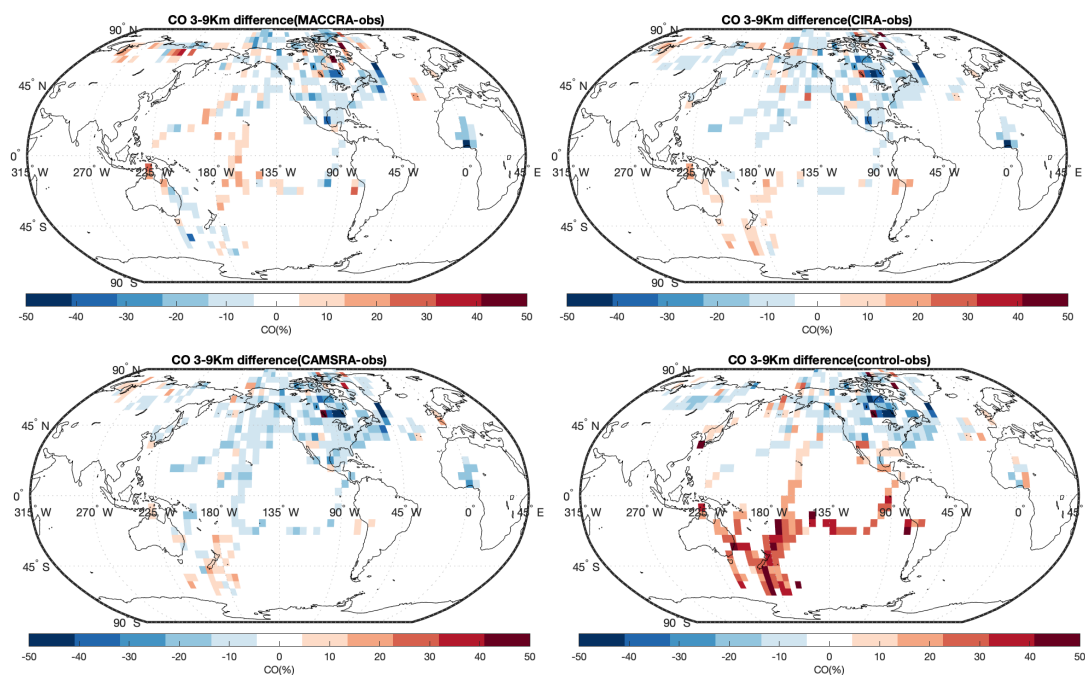 CO 3-9Km difference(MACCRA-obs)
90° N
45° N
0°
315° W 270° W 225° W 180° W 135° W 90° W 45° W 0° 45° E
45° S
90° S
-50 -40 -30 -20 -10 0 10 20 30 40 50
CO(%)
CO 3-9Km difference(CIRA-obs)
90° N
45° N
0°
315° W 270° W 225° W 180° W 135° W 90° W 45° W 0° 45° E
45° S
90° S
-50 -40 -30 -20 -10 0 10 20 30 40 50
CO(%)
CO 3-9Km difference(CAMSRA-obs)
90° N
45° N
0°
315° W 270° W 225° W 180° W 135° W 90° W 45° W 0° 45° E
45° S
90° S
-50 -40 -30 -20 -10 0 10 20 30 40 50
CO(%)
CO 3-9Km difference(control-obs)
90° N
45° N
0°
315° W 270° W 225° W 180° W 135° W 90° W 45° W 0° 45° E
45° S
90° S
-50 -40 -30 -20 -10 0 10 20 30 40 50
CO(%)